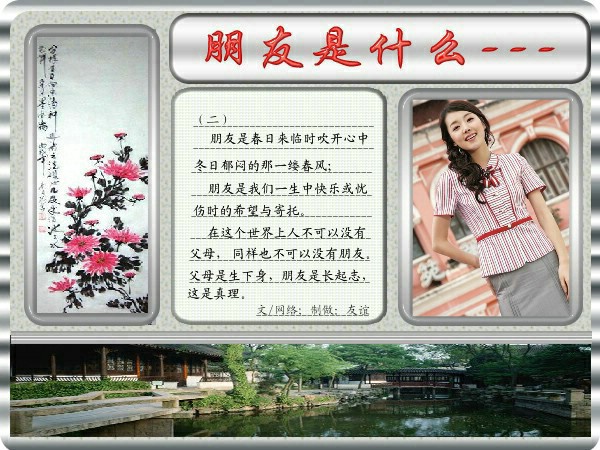 朋友是什么---
（二）
朋友是春日来临时吹开心中
冬日郁闷的那一缕春风；
朋友是我们一生中快乐或忧
伤时的希望与寄托。
在这个世界上人不可以没有
父母，同样也不可以没有朋友。
父母是生下身，朋友是长起志，
这是真理。
文/网络；制做：友谊